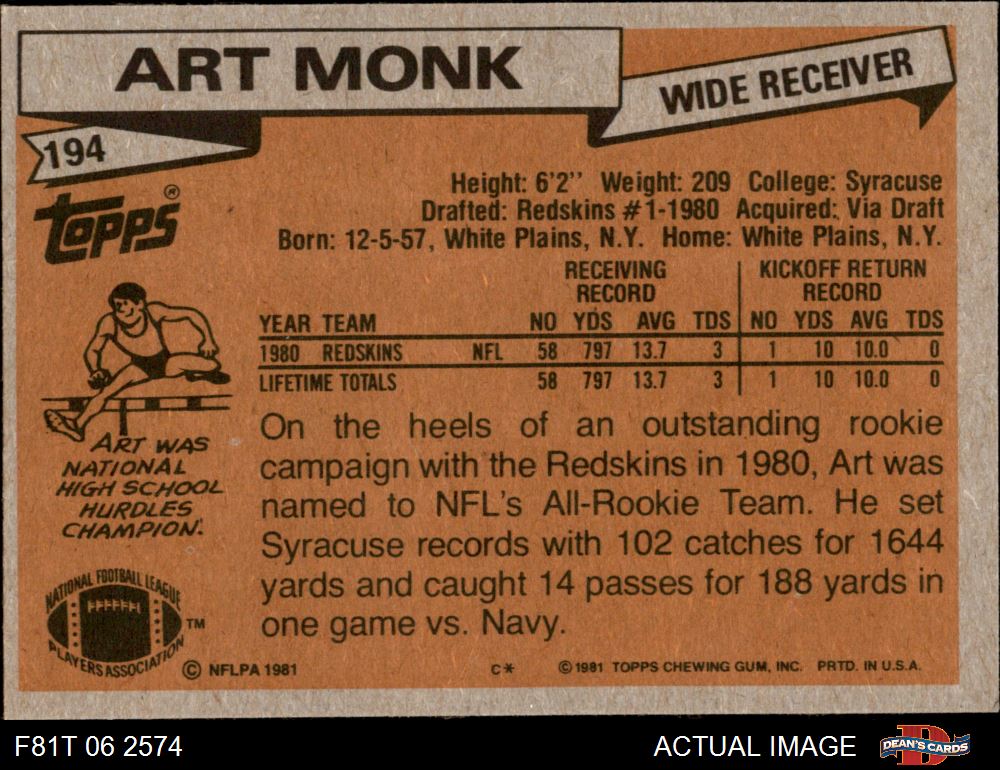 ART MONK
WIDE RECEIVER
194
TOPPS®
Height: 6'2'' Weight: 209 College: Syracuse
Drafted: Redskins #1-1980 Acquired: Via Draft
Born: 12-5-57, White Plains, N.Y. Home: White Plains, N.Y.
RECEIVING RECORD KICKOFF RETURN RECORD
YEAR TEAM NO YDS AVG TDS NO YDS AVG TDS
1980 REDSKINS NFL 58 797 13.7 3 1 10 10.0 0
LIFETIME TOTALS 58 797 13.7 3 1 10 10.0 0
ART WAS
NATIONAL
HIGH SCHOOL
HURDLES
CHAMPION.
On the heels of an outstanding rookie
campaign with the Redskins in 1980, Art was
named to NFL's All-Rookie Team. He set
Syracuse records with 102 catches for 1644
yards and caught 14 passes for 188 yards in
one game vs. Navy.
NATIONAL FOOTBALL LEAGUE
PLAYERS ASSOCIATION
TM
© NFLPA 1981 C* ©1981 TOPPS CHEWING GUM, INC. PRTD. IN U.S.A.
F81T 06 2574 ACTUAL IMAGE DEAN'S CARDS